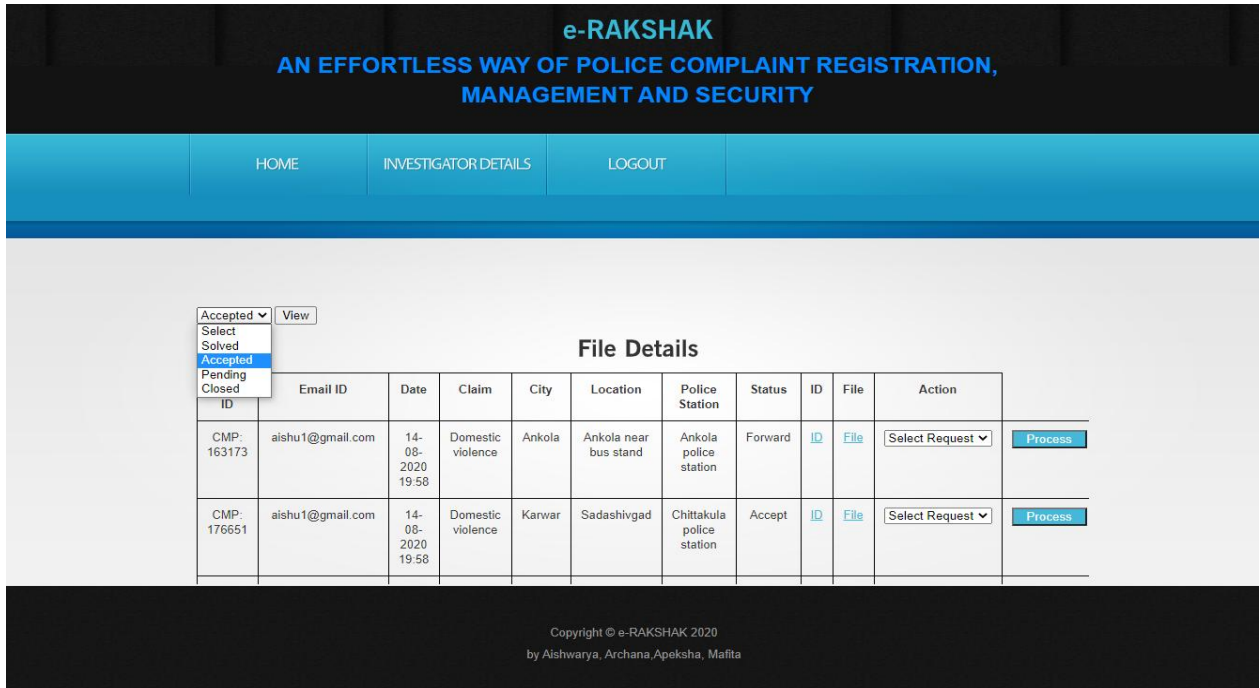 e-RAKSHAK
AN EFFORTLESS WAY OF POLICE COMPLAINT REGISTRATION,
MANAGEMENT AND SECURITY
HOME INVESTIGATOR DETAILS LOGOUT
Accepted View
Select
Solved
Accepted
Pending
Closed
File Details
ID Email ID Date Claim City Location Police Station Status ID File Action
CMP: 163173 aishu1@gmail.com 14-08-2020 19:58 Domestic violence Ankola Ankola near bus stand Ankola police station Forward ID File Select Request Process
CMP: 176651 aishu1@gmail.com 14-08-2020 19:58 Domestic violence Karwar Sadashivgad Chittakula police station Accept ID File Select Request Process
Copyright © e-RAKSHAK 2020
by Aishwarya, Archana,Apeksha, Mafita